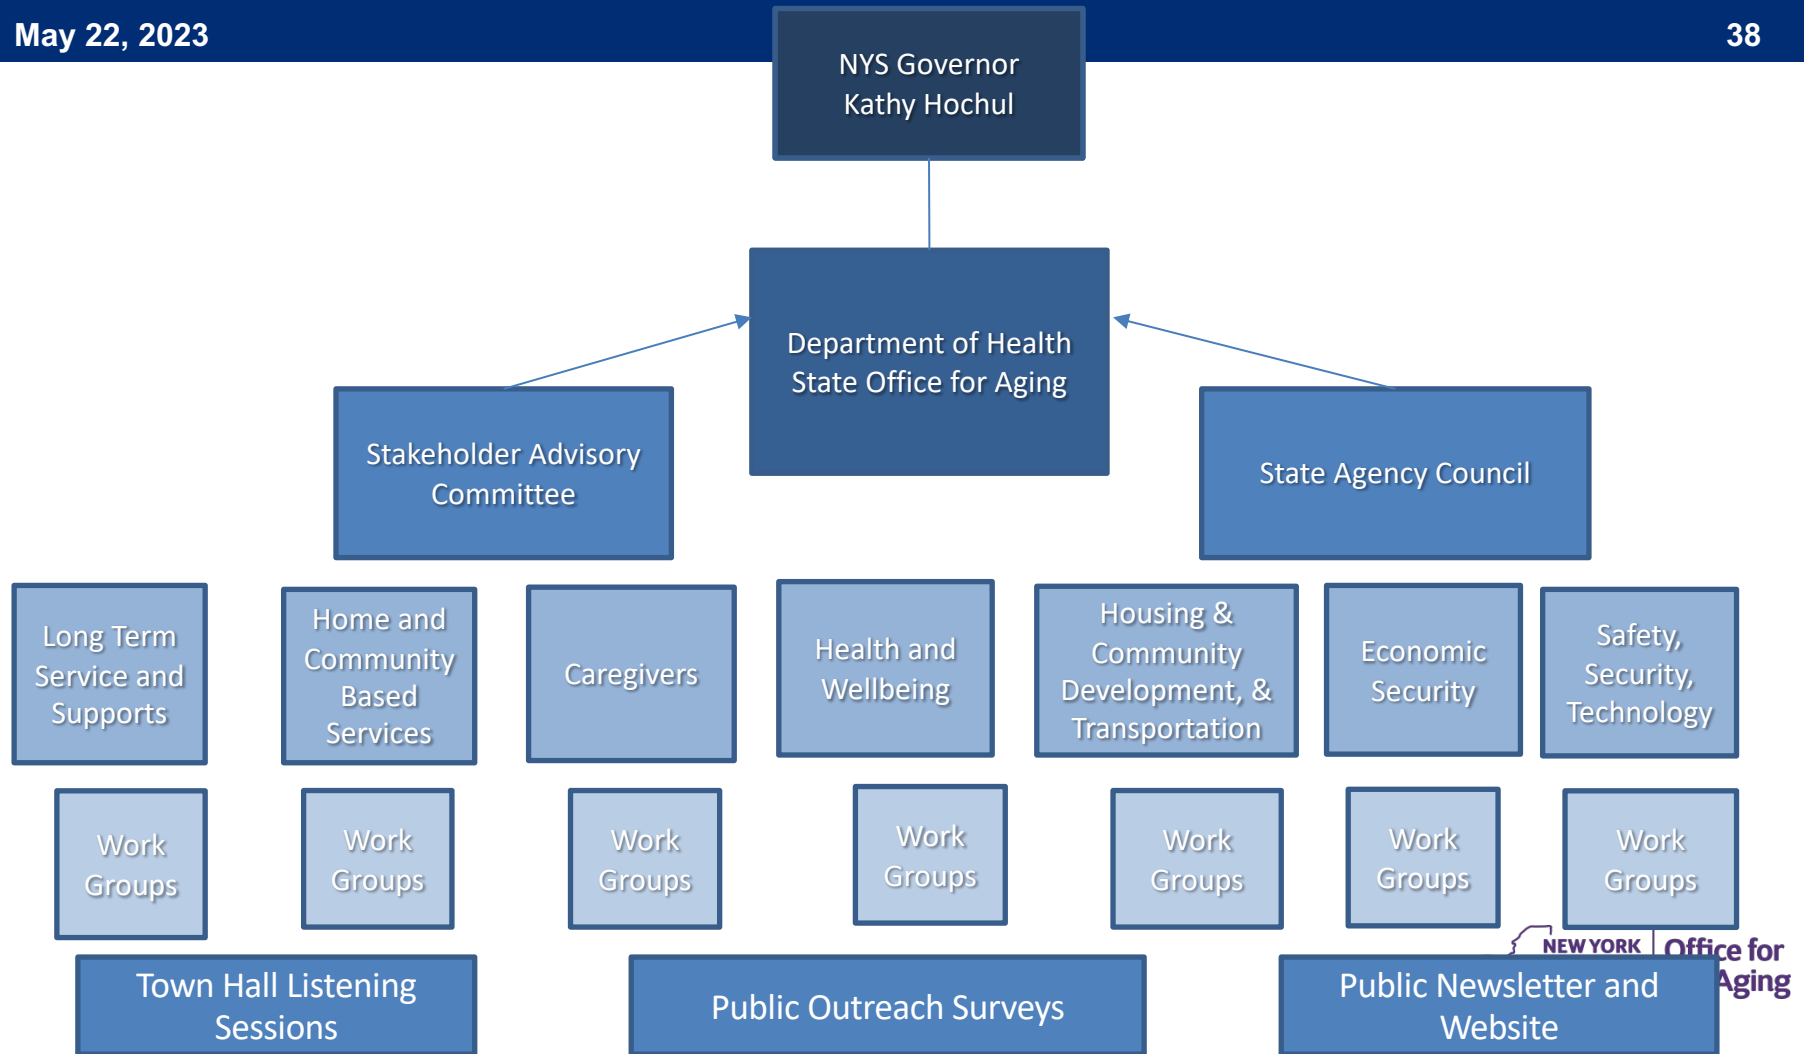 May 22, 2023
38
NYS Governor
Kathy Hochul
Department of Health
State Office for Aging
Stakeholder Advisory
Committee
State Agency Council
Long Term
Service and
Supports
Home and
Community
Based
Services
Caregivers
Health and
Wellbeing
Housing &
Community
Development, &
Transportation
Economic
Security
Safety,
Security,
Technology
Work
Groups
Work
Groups
Work
Groups
Work
Groups
Work
Groups
Work
Groups
Work
Groups
NEW YORK
Office for
Aging
Town Hall Listening
Sessions
Public Outreach Surveys
Public Newsletter and
Website